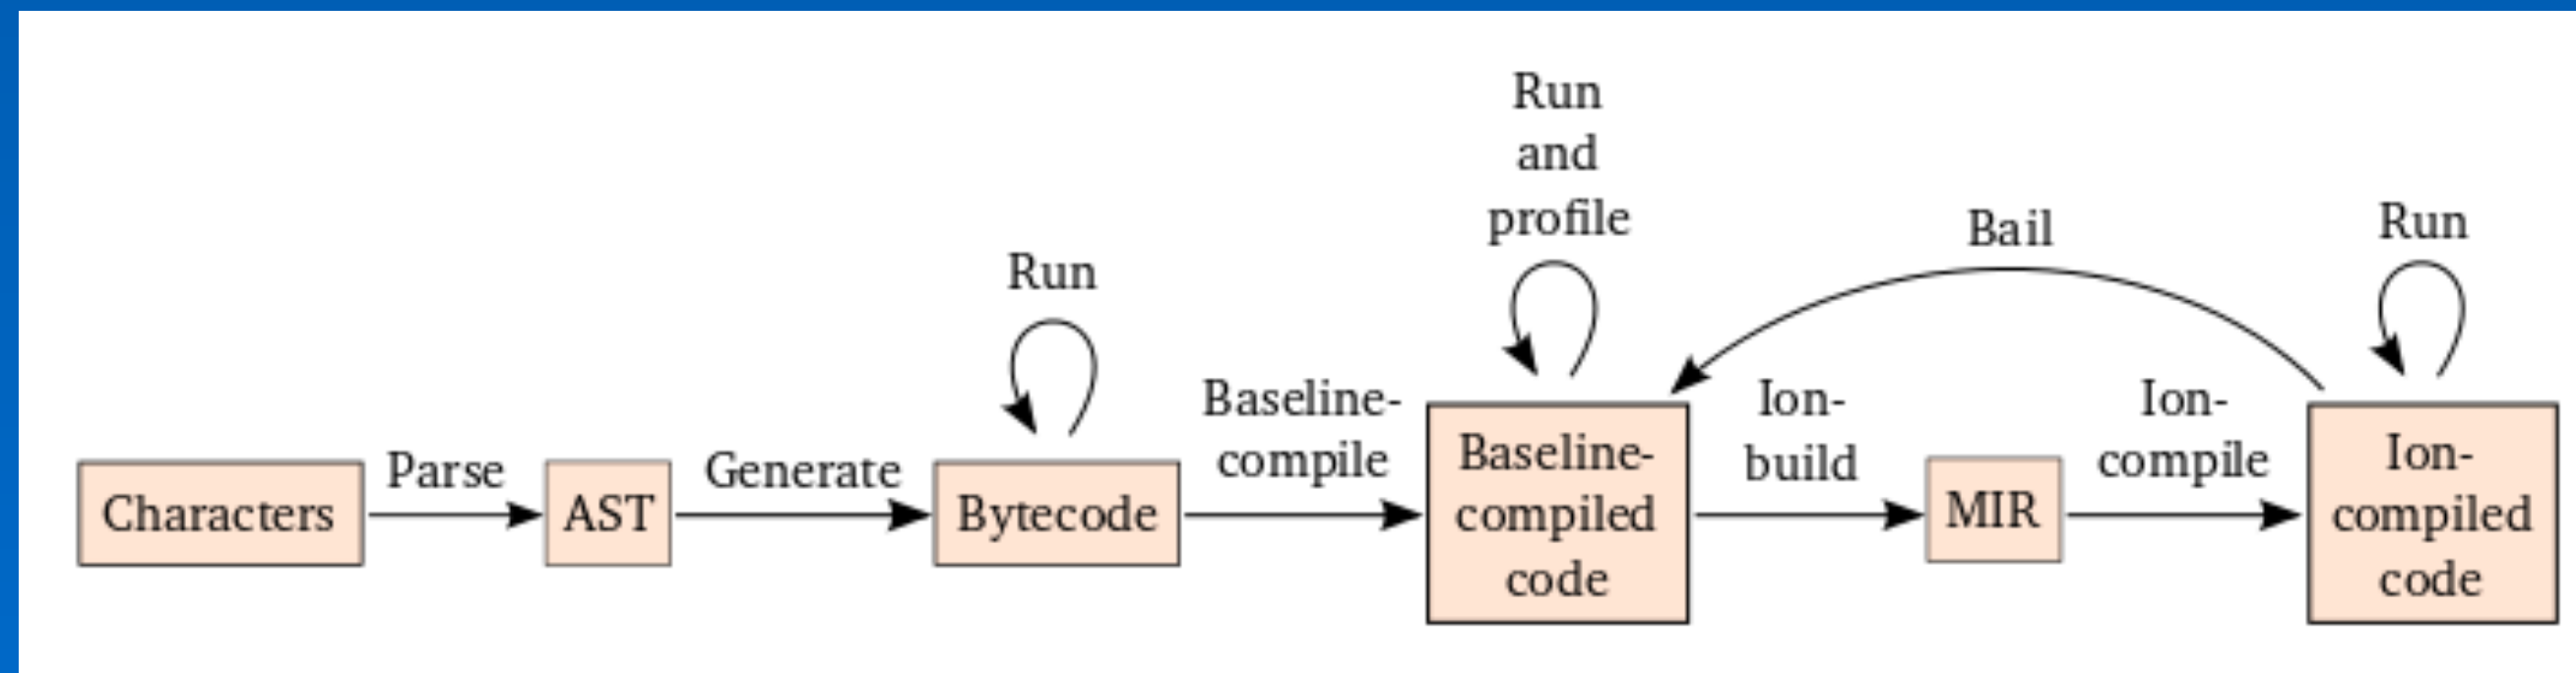 Run
and
profile
Bail
Run
Run
Baseline-
compile
Ion-
build
Ion-
compile
Parse
Generate
Characters
AST
Bytecode
Baseline-
compiled
code
MIR
Ion-
compiled
code